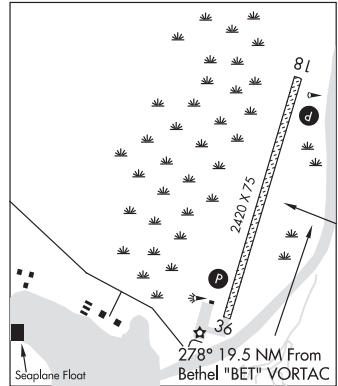 18
P
2420 X 75
P
36
278° 19.5 NM From
Bethel "BET" VORTAC
Seaplane Float